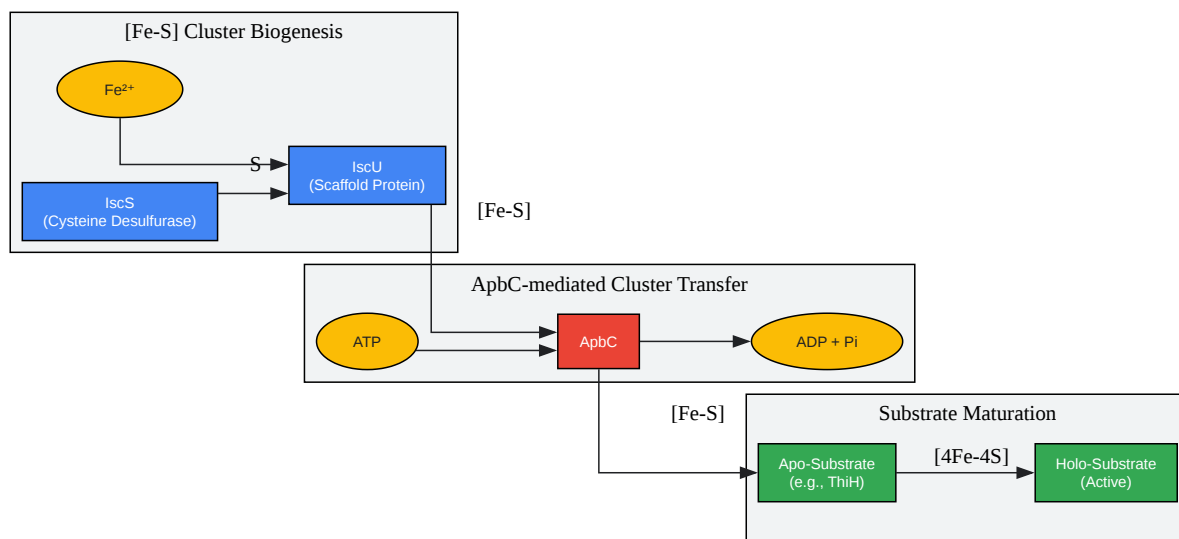 [Fe-S] Cluster Biogenesis
Fe²⁺
S
IscU
(Scaffold Protein)
IscS
(Cysteine Desulfurase)
[Fe-S]
ApbC-mediated Cluster Transfer
ATP
ApbC
ADP + Pi
[Fe-S]
Substrate Maturation
Apo-Substrate
(e.g., ThiH)
[4Fe-4S]
Holo-Substrate
(Active)